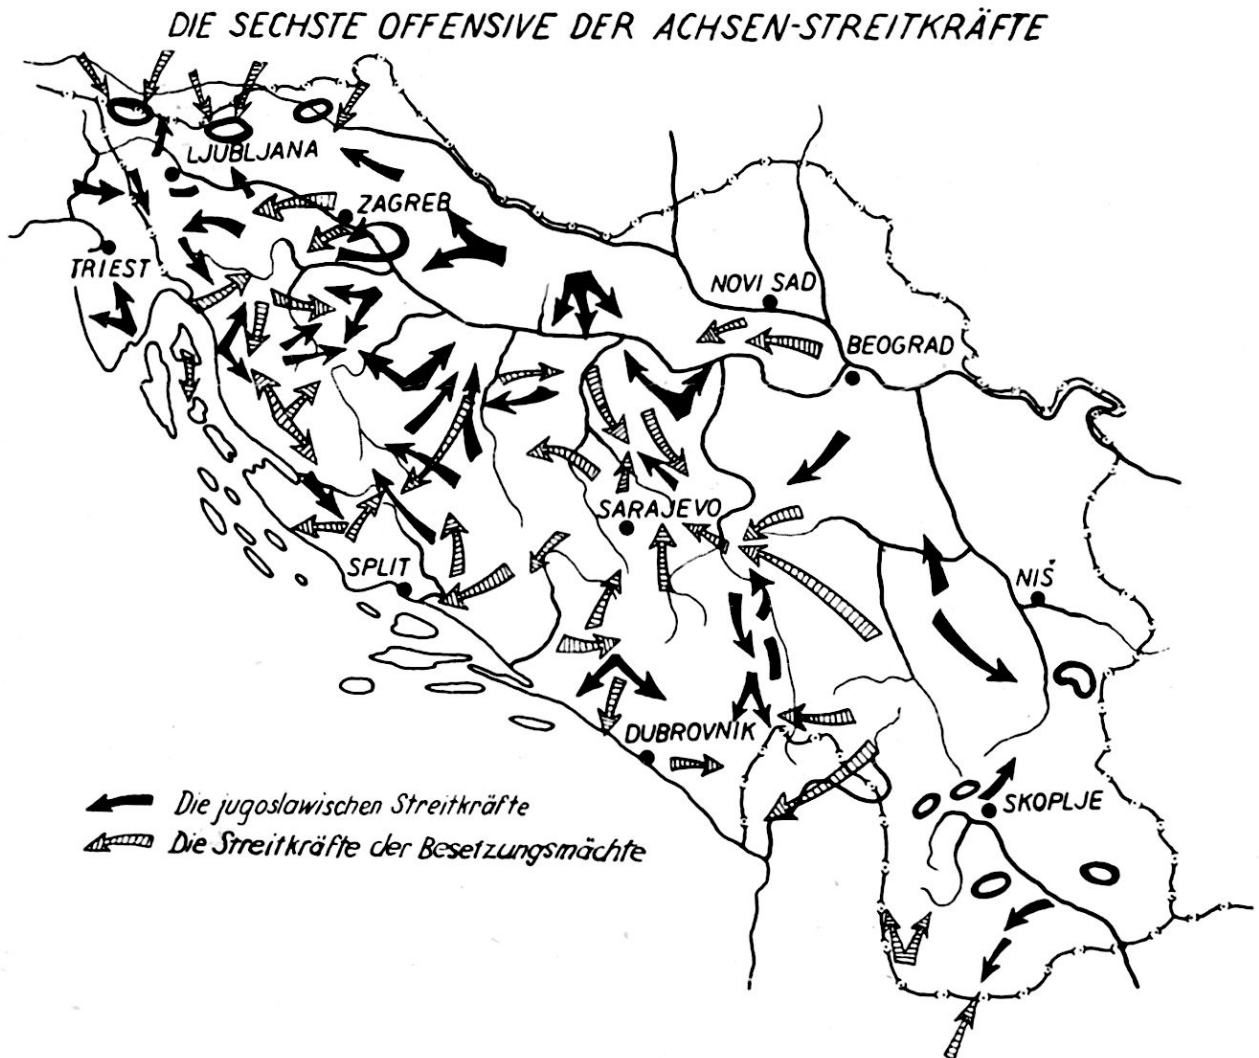 DIE SECHSTE OFFENSIVE DER ACHSEN-STREITKRÄFTE
LJUBLJANA
ZAGREB
TRIEST
NOVI SAD
BEOGRAD
SARAJEVO
SPLIT
NIŠ
DUBROVNIK
SKOPLJE
Die jugoslawischen Streitkräfte
Die Streitkräfte der Besetzungsmächte